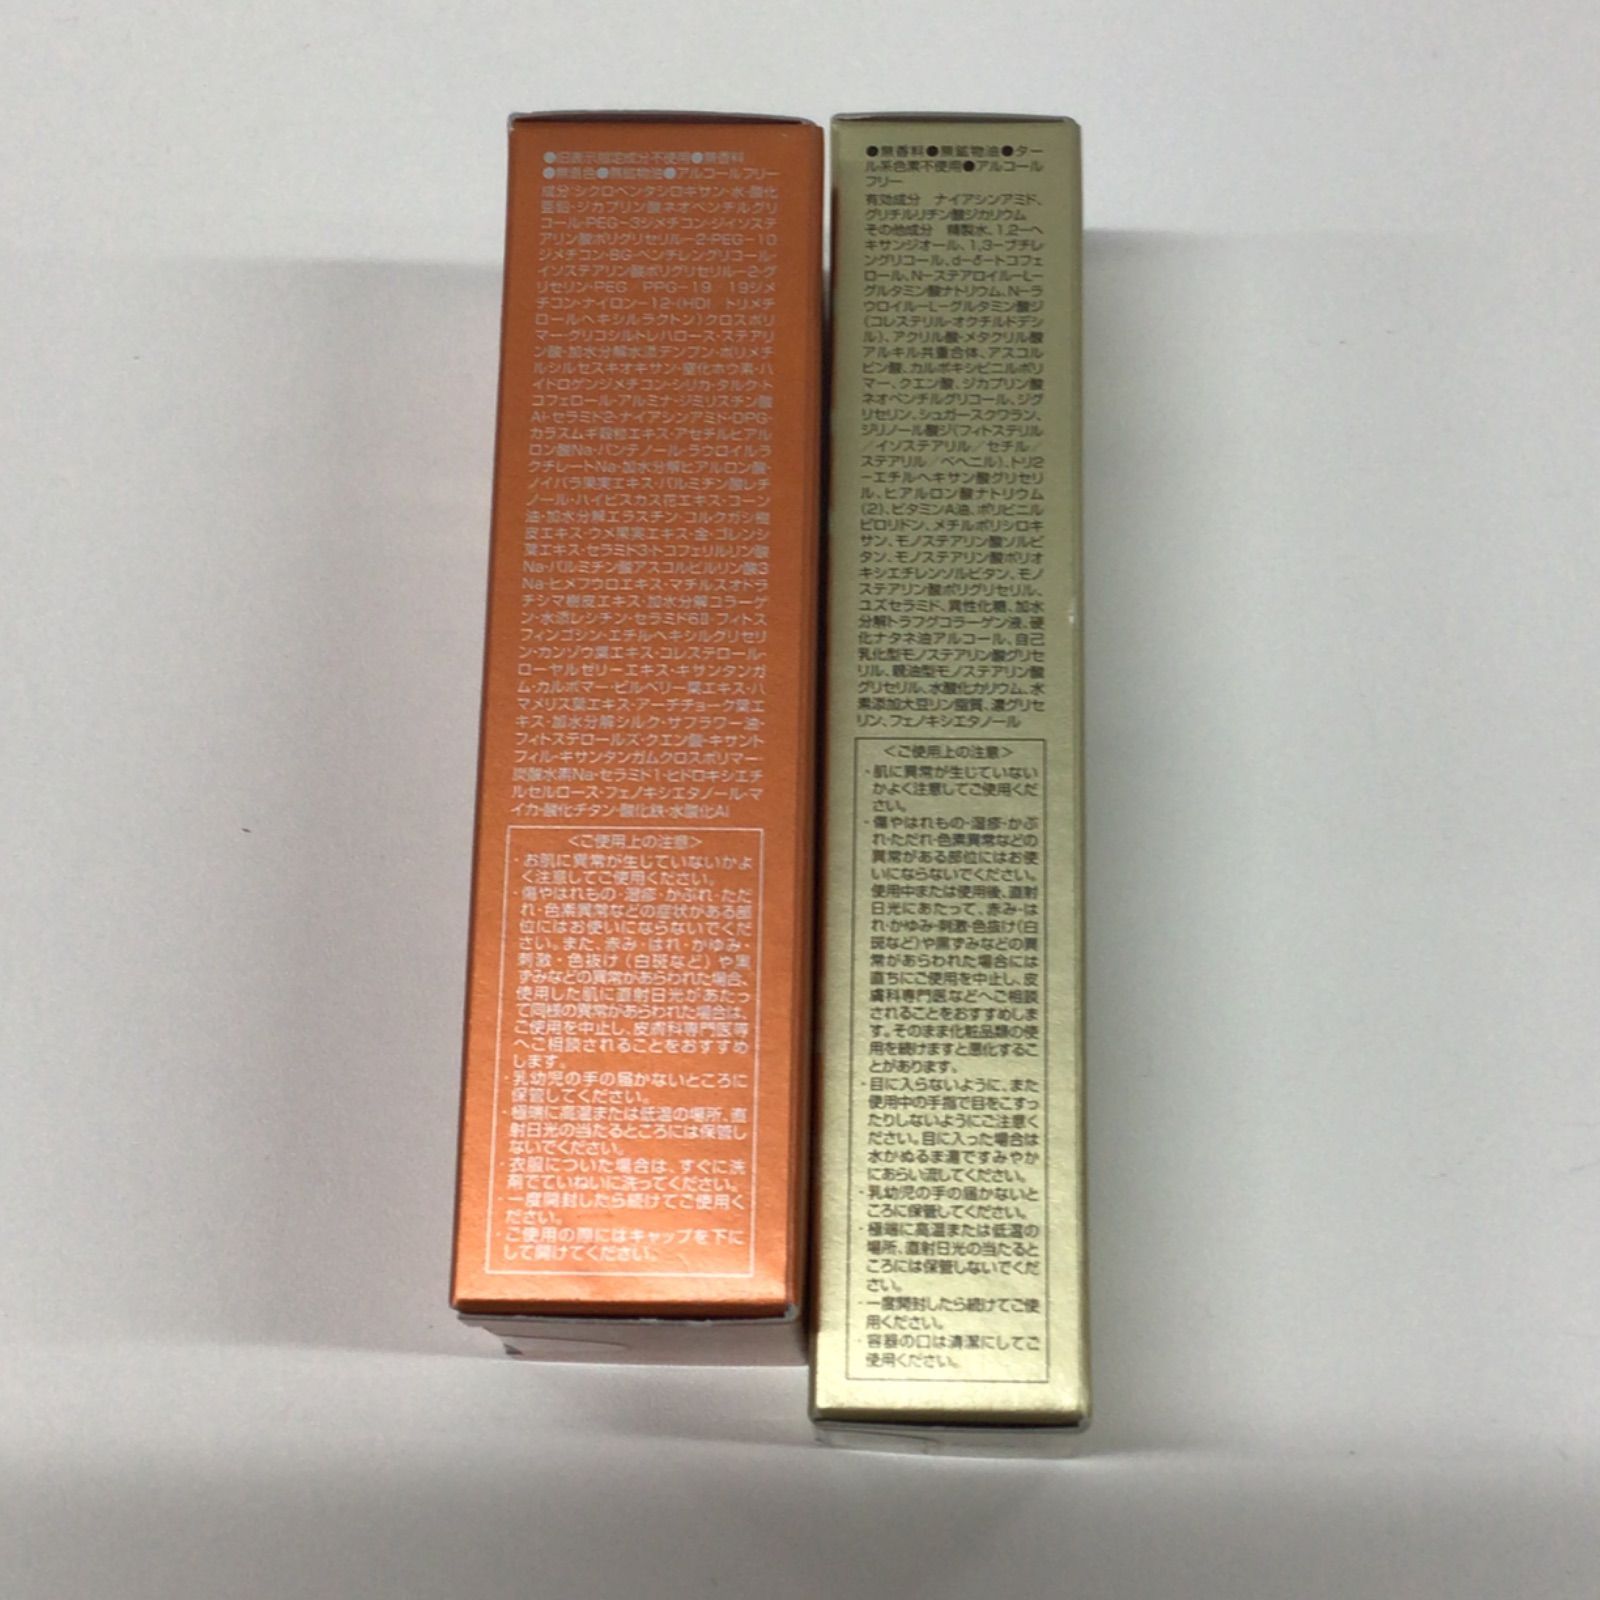 ●旧表示指定成分不使用●無香料
●無着色●無鉱物油●アルコールフリー
成分:シクロペンタシロキサン・水・酸化
亜鉛・ジカプリン酸ネオペンチルグリ
コール・PEG-3ジメチコン・ジイソステ
アリン酸ポリグリセリル-2・PEG-10
ジメチコン・BG・ペンチレングリコール・
イソステアリン酸ポリグリセリル-2・グ
リセリン・PEG/PPG-19/19ジメ
チコン・ナイロン-12・(HDI/トリメチ
ロールヘキシルラクトン)クロスポリ
マー・グリコシルトレハロース・ステアリ
ン酸・加水分解水添デンプン・ポリメチ
ルシルセスキオキサン・窒化ホウ素・ハ
イドロゲンジメチコン・シリカ・タルク・ト
コフェロール・アルミナ・ジミリスチン酸
Al・セラミド2・ナイアシンアミド・DPG・
カラスムギ穀粒エキス・アセチルヒアル
ロン酸Na・パンテノール・ラウロイルラ
クチレートNa・加水分解ヒアルロン酸・
ノイバラ果実エキス・パルミチン酸レチ
ノール・ハイビスカス花エキス・コーン
油・加水分解エラスチン・コルクガシ樹
皮エキス・ウメ果実エキス・金・ゴレンシ
葉エキス・セラミド3・トコフェリルリン酸
Na・パルミチン酸アスコルビルリン酸3
Na・ヒメフウロエキス・マテルスオドラ
チシマ樹皮エキス・加水分解コラーゲ
ン・水添レシチン・セラミド6Ⅱ・フィトス
フィンゴシン・エチルヘキシルグリセリ
ン・カンゾウ葉エキス・コレステロール・
ローヤルゼリーエキス・キサンタンガ
ム・カルボマー・ビルベリー葉エキス・ハ
マメリス葉エキス・アーチチョーク葉エ
キス・加水分解シルク・サフラワー油・
フィトステロールズ・クエン酸・キサント
フィル・キサンタンガムクロスポリマー・
炭酸水素Na・セラミド1・ヒドロキシエチ
ルセルロース・フェノキシエタノール・マ
イカ・酸化チタン・酸化鉄・水酸化Al
<ご使用上の注意>
・お肌に異常が生じていないかよ
く注意してご使用ください。
・傷やはれもの・湿疹・かぶれ・ただ
れ・色素異常などの症状がある部
位にはお使いにならないでくだ
さい。また、赤み・はれ・かゆみ・
刺激・色抜け(白斑など)や黒
ずみなどの異常があらわれた場合、
使用した肌に直射日光があたっ
て同様の異常があらわれた場合は、
ご使用を中止し、皮膚科専門医等
へご相談されることをおすすめ
します。
・乳幼児の手の届かないところに
保管してください。
・極端に高温または低温の場所、直
射日光の当たるところには保管し
ないでください。
・衣服についた場合は、すぐに洗
剤でていねいに洗ってください。
・一度開封したら続けてご使用く
ださい。
・ご使用の際にはキャップを下に
して開けてください。
●無香料●無鉱物油●ター
ル系色素不使用●アルコール
フリー
有効成分 ナイアシンアミド、
グリチルリチン酸ジカリウム
その他成分 精製水、1,2-ヘ
キサンジオール、1,3-ブチレ
ングリコール、d-δ-トコフェ
ロール、N-ステアロイル-L-
グルタミン酸ナトリウム、N-ラ
ウロイル-L-グルタミン酸ジ
(コレステリル・オクチルドデシ
ル)、アクリル酸・メタクリル酸
アルキル共重合体、アスコル
ビン酸、カルボキシビニルポリ
マー、クエン酸、ジカプリン酸
ネオペンチルグリコール、ジグ
リセリン、シュガースクワラン、
ジリノール酸ジ(フィトステリル
/イソステアリル/セチル/
ステアリル/ベヘニル)、トリ2
-エチルヘキサン酸グリセリ
ル、ヒアルロン酸ナトリウム
(2)、ビタミンA油、ポリビニル
ピロリドン、メチルポリシロキ
サン、モノステアリン酸ソルビ
タン、モノステアリン酸ポリオ
キシエチレンソルビタン、モノ
ステアリン酸ポリグリセリル、
ユズセラミド、異性化糖、加水
分解トラフグコラーゲン液、硬
化ナタネ油アルコール、自己
乳化型モノステアリン酸グリセ
リル、親油型モノステアリン酸
グリセリル、水酸化カリウム、水
素添加大豆リン脂質、濃グリセ
リン、フェノキシエタノール
<ご使用上の注意>
・肌に異常が生じていない
かよく注意してご使用くだ
さい。
・傷やはれもの・湿疹・かぶ
れ・ただれ・色素異常などの
異常がある部位にはお使
いにならないでください。
使用中または使用後、直射
日光にあたって、赤み・は
れ・かゆみ・刺激・色抜け(白
斑など)や黒ずみなどの異
常があらわれた場合には
直ちにご使用を中止し、皮
膚科専門医などへご相談
されることをおすすめしま
す。そのまま化粧品類の使
用を続けますと悪化するこ
とがあります。
・目に入らないように、また
使用中の手指で目をこすっ
たりしないようにご注意く
ださい。目に入った場合は
水かぬるま湯ですみやか
にあらい流してください。
・乳幼児の手の届かないと
ころに保管してください。
・極端に高温または低温の
場所、直射日光の当たると
ころには保管しないでくだ
さい。
・一度開封したら続けてご使
用ください。
・容器の口は清潔にしてご
使用ください。